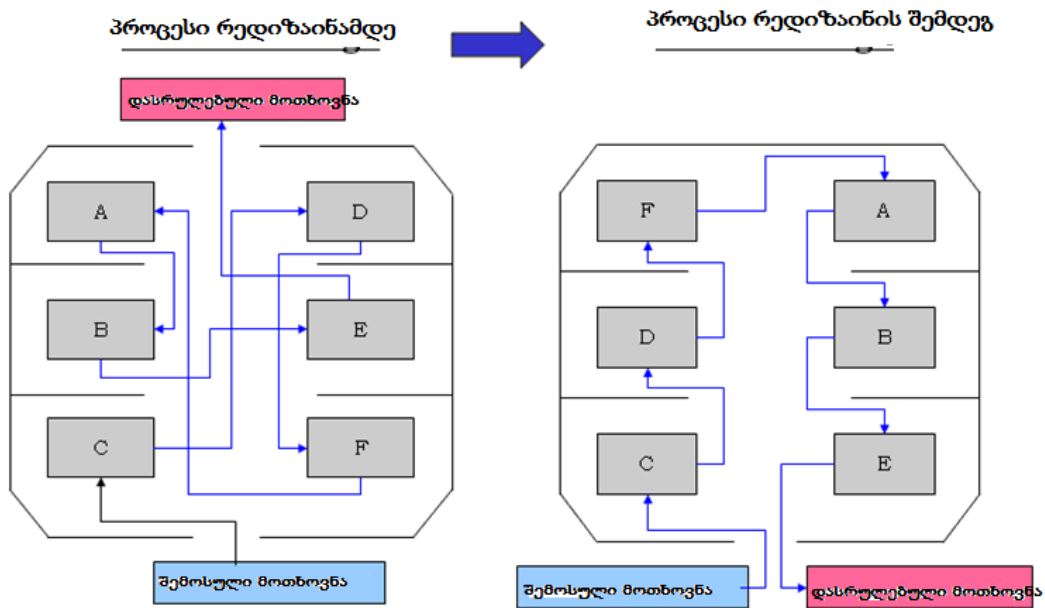 პროცესი რედიზაინამდე
პროცესი რედიზაინის შემდეგ
დასრულებული მოთხოვნა
A
D
B
E
C
F
შემოსული მოთხოვნა
F
A
D
B
C
E
შემოსული მოთხოვნა
დასრულებული მოთხოვნა